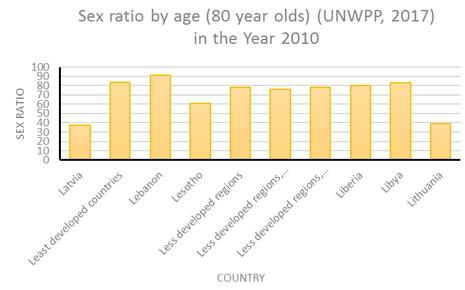 Sex ratio by age (80 year olds) (UNWPP, 2017)
in the Year 2010
SEX RATIO
100
90
80
70
60
50
40
30
20
10
0
Latvia
Least developed countries
Lebanon
Lesotho
Less developed regions
Less developed regions,...
Less developed regions,...
Liberia
Libya
Lithuania
COUNTRY